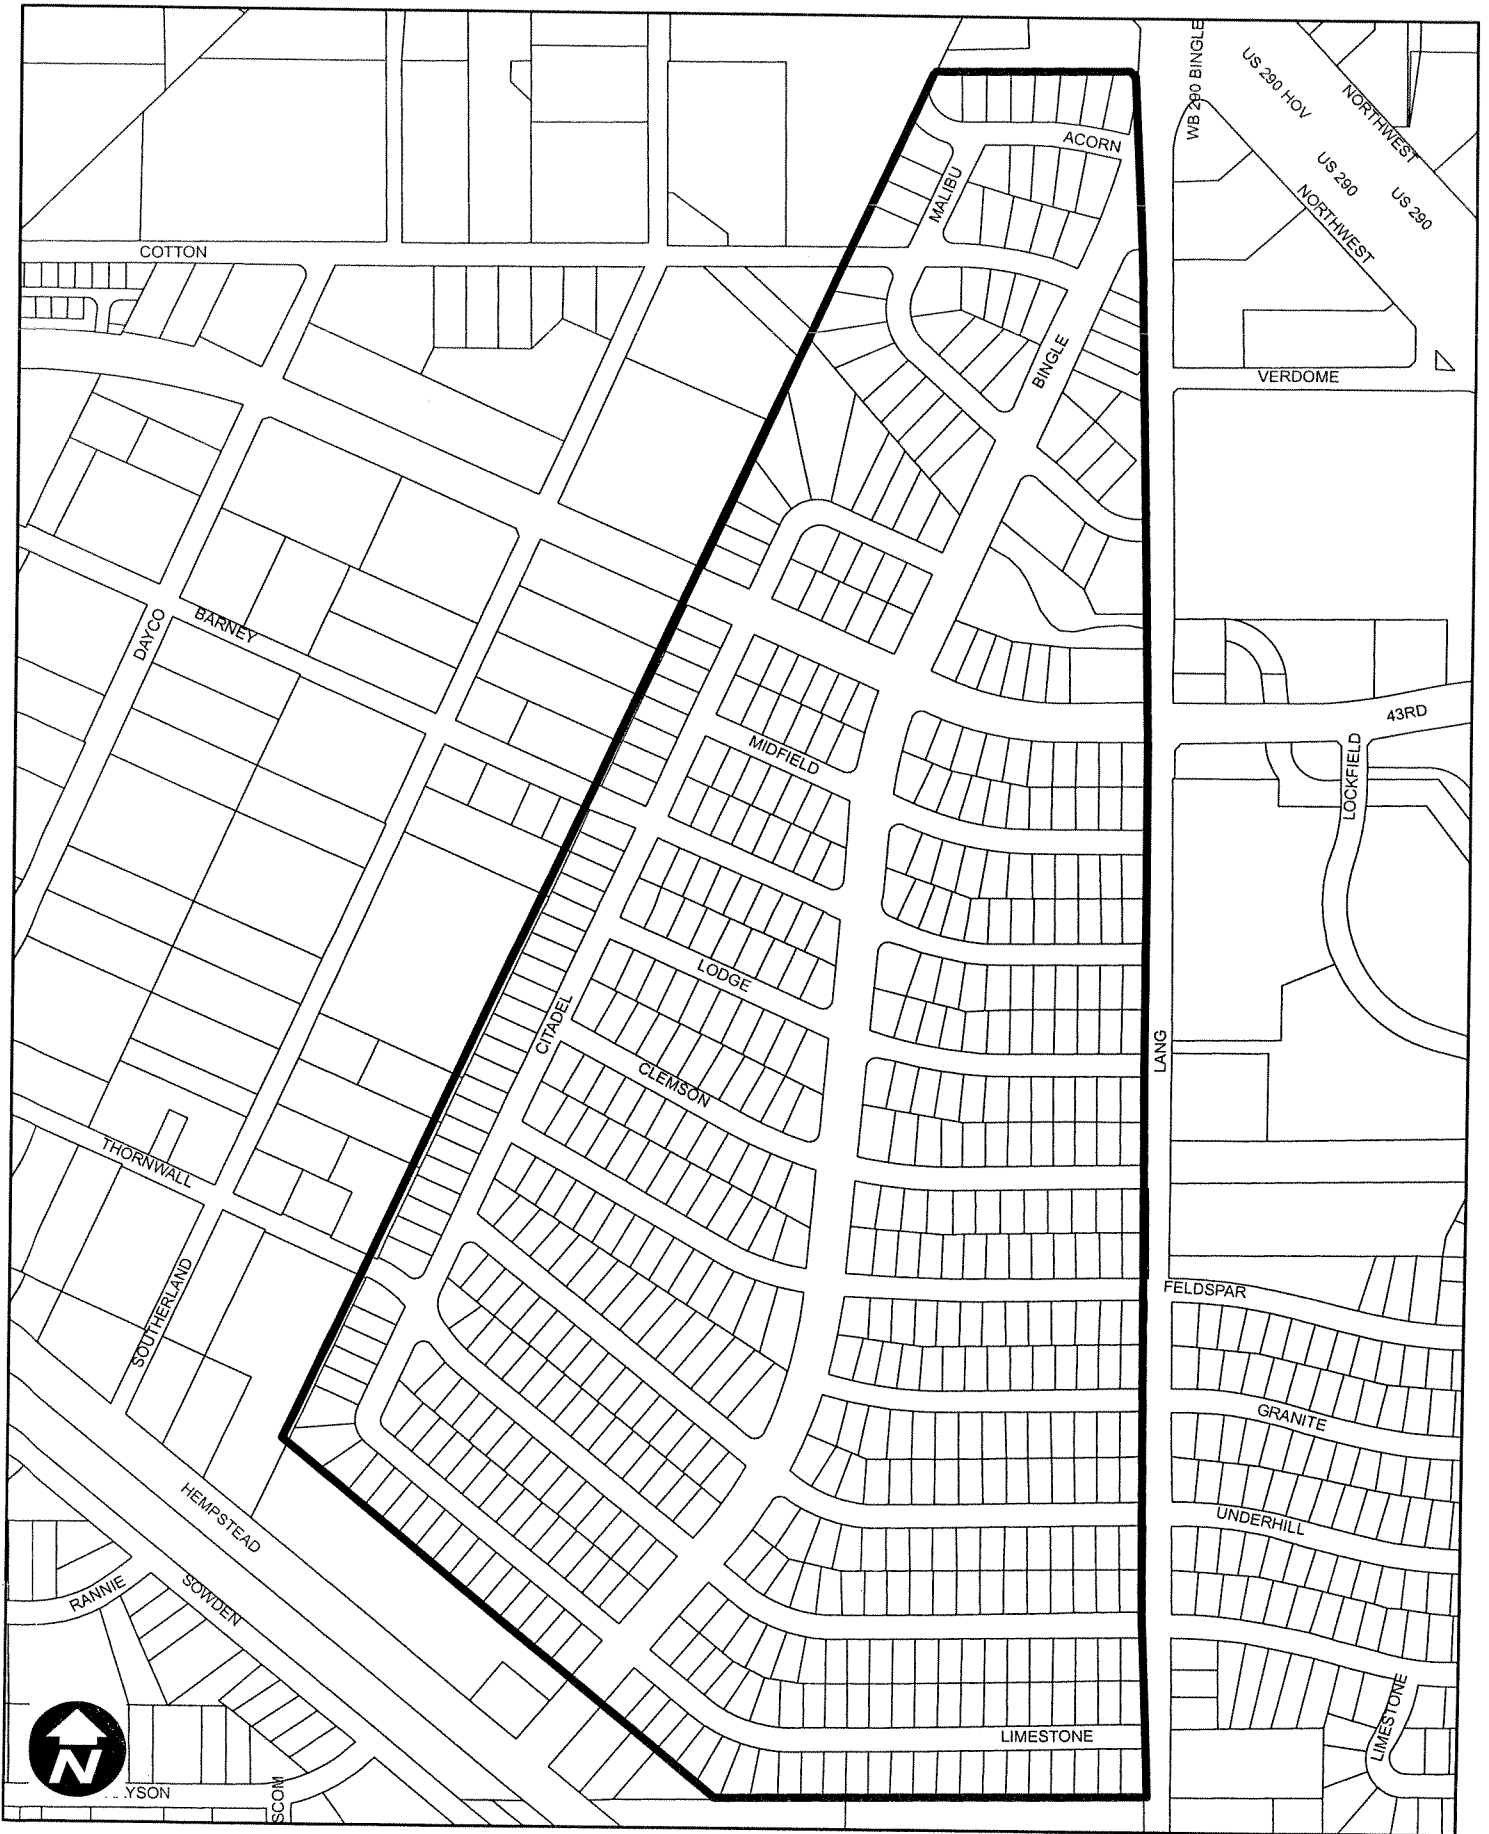 WB 290 BINGLE
US 290 HOV
NORTHWEST
ACORN
US 290
US 290
MALIBU
NORTHWEST
COTTON
BINGLE
VERDOME
DAYCO
BARNEY
43RD
MIDFIELD
LOCKFIELD
LODGE
CITADEL
LANG
CLEMSON
THORNWALL
FELDSPAR
SOUTHERLAND
GRANITE
HEMPSTEAD
UNDERHILL
RANNIE
SOWDEN
LIMESTONE
LIMESTONE
N
YSON
SCOM